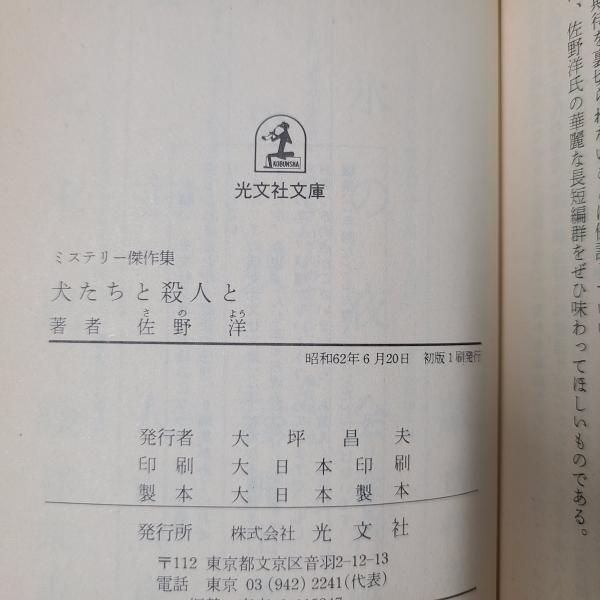 KOBUNSHA
光文社文庫
ミステリー傑作集
犬たちと殺人と
著者 佐野洋
さ の よう
昭和62年6月20日 初版1刷発行
発行者 大坪昌夫
印刷 大日本印刷
製本 大日本製本
発行所 株式会社 光文社
〒112 東京都文京区音羽2-12-13
電話 東京 03(942)2241(代表)
、佐野洋氏の華麗な長短編群をぜひ味わってほしいものである。